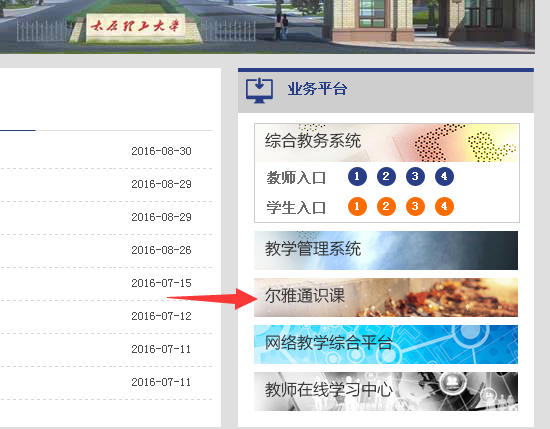 太原理工大学
业务平台
综合教务系统
教师入口 1 2 3 4
学生入口 1 2 3 4
教学管理系统
尔雅通识课
网络教学综合平台
教师在线学习中心
2016-08-30
2016-08-29
2016-08-29
2016-08-26
2016-07-15
2016-07-12
2016-07-11
2016-07-11